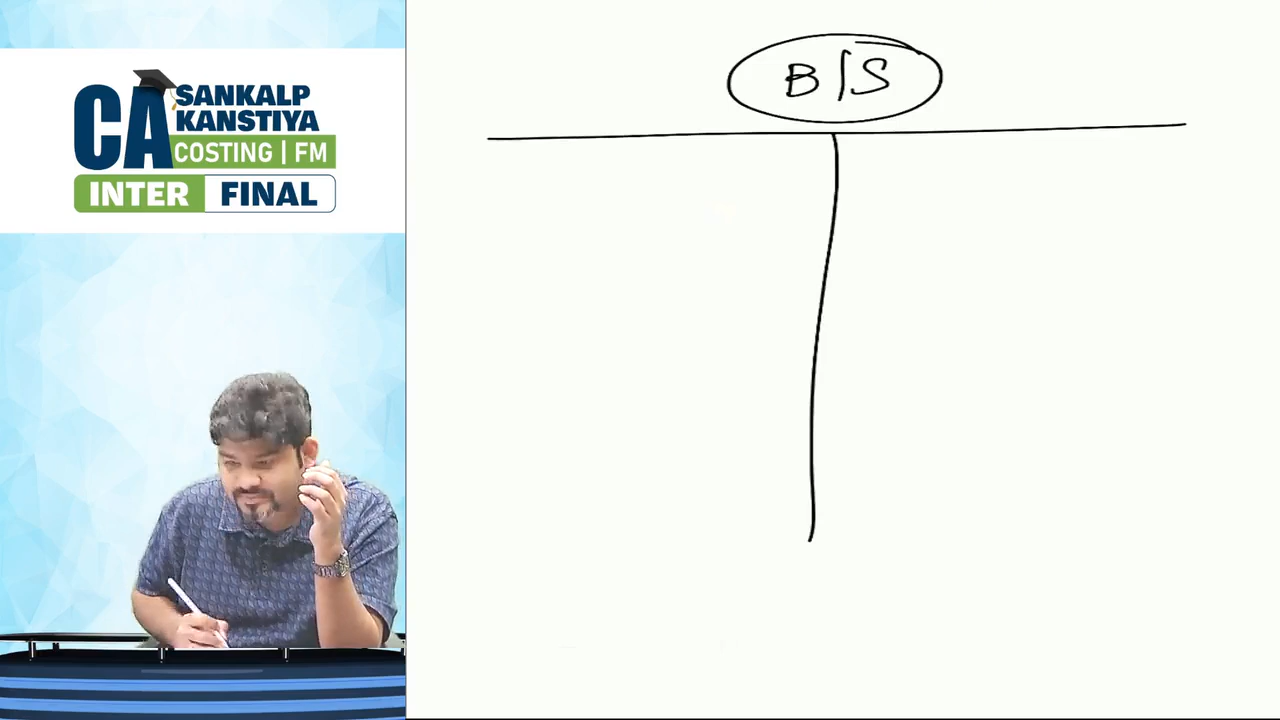 CA
SANKALP
KANSTIYA
COSTING | FM
INTER FINAL
B|S